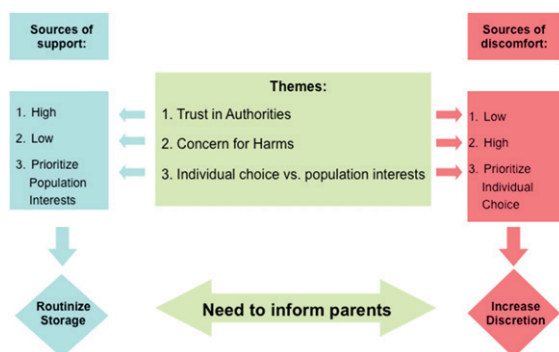 Sources of
support:
Sources
of discomfort:
Themes:
1. Trust in Authorities
2. Concern for Harms
3. Individual choice vs. population interests
1. High
2. Low
3. Prioritize
Population
Interests
1. Low
2. High
3. Prioritize
Individual
Choice
Routinize
Storage
Need to inform parents
Increase
Discretion